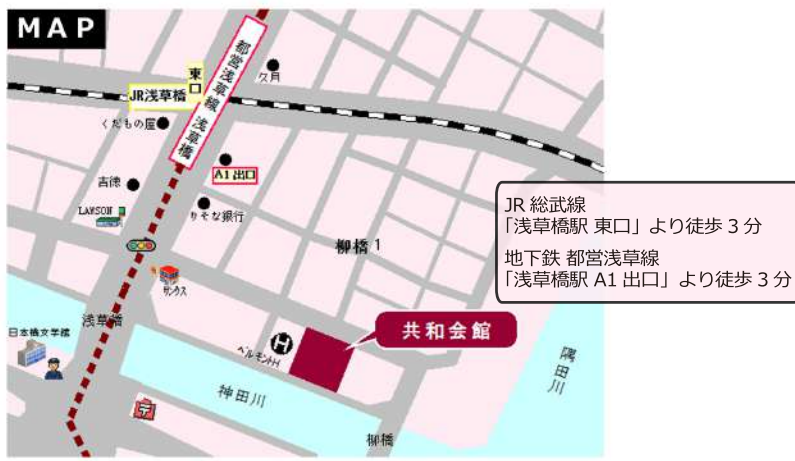 MAP
都営浅草線 浅草橋
東口
JR浅草橋
久月
くだもの屋
A1出口
吉徳
LAWSON
りそな銀行
柳橋1
サンクス
浅草橋
日本橋文学館
ベルモントH
H
共和会館
神田川
隅田川
柳橋
JR 総武線
「浅草橋駅 東口」より徒歩 3 分
地下鉄 都営浅草線
「浅草橋駅 A1 出口」より徒歩 3 分